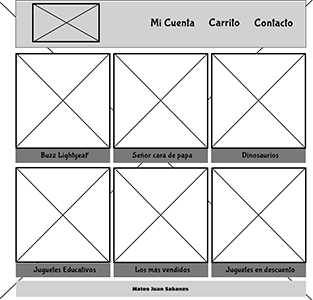 Mi Cuenta Carrito Contacto
Buzz Lightyear Señor cara de papa Dinosaurios
Juguetes Educativos Los más vendidos Juguetes en descuento
Mateo Juan Sabanes